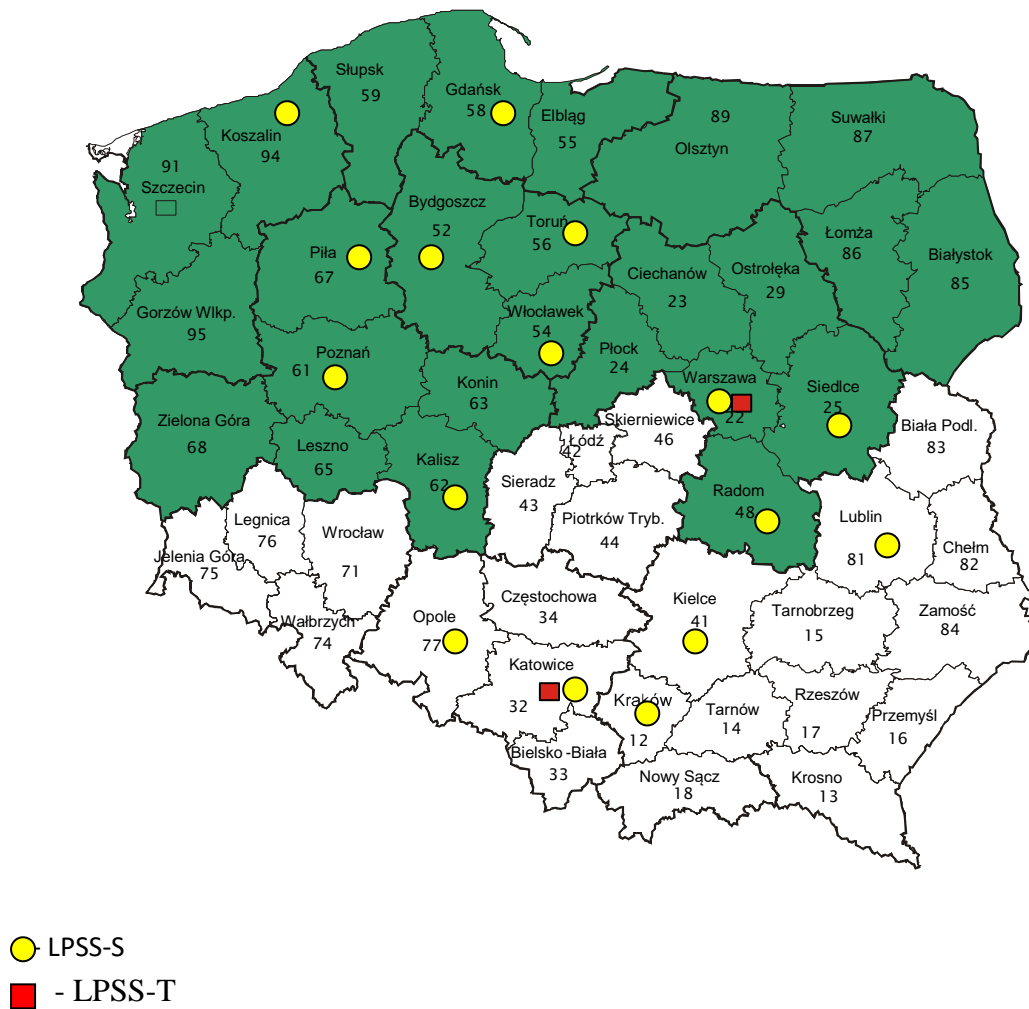 Słupsk
59
Gdańsk
58
Elbląg
55
89
Olsztyn
Suwałki
87
Koszalin
94
91
Szczecin
Bydgoszcz
52
Toruń
56
Piła
67
Łomża
86
Białystok
85
Ciechanów
23
Ostrołęka
29
Gorzów Wlkp.
95
Włocławek
54
Poznań
61
Płock
24
Konin
63
Warszawa
22
Siedlce
25
Zielona Góra
68
Leszno
65
Kalisz
62
Skierniewice
46
Łódź
42
Biała Podl.
83
Sieradz
43
Radom
48
Piotrków Tryb.
44
Legnica
76
Wrocław
71
Lublin
81
Chełm
82
Jelenia Góra
75
Wałbrzych
74
Opole
77
Częstochowa
34
Kielce
41
Tarnobrzeg
15
Zamość
84
Katowice
32
Kraków
12
Tarnów
14
Rzeszów
17
Przemyśl
16
Bielsko -Biała
33
Nowy Sącz
18
Krosno
13
- LPSS-S
- LPSS-T